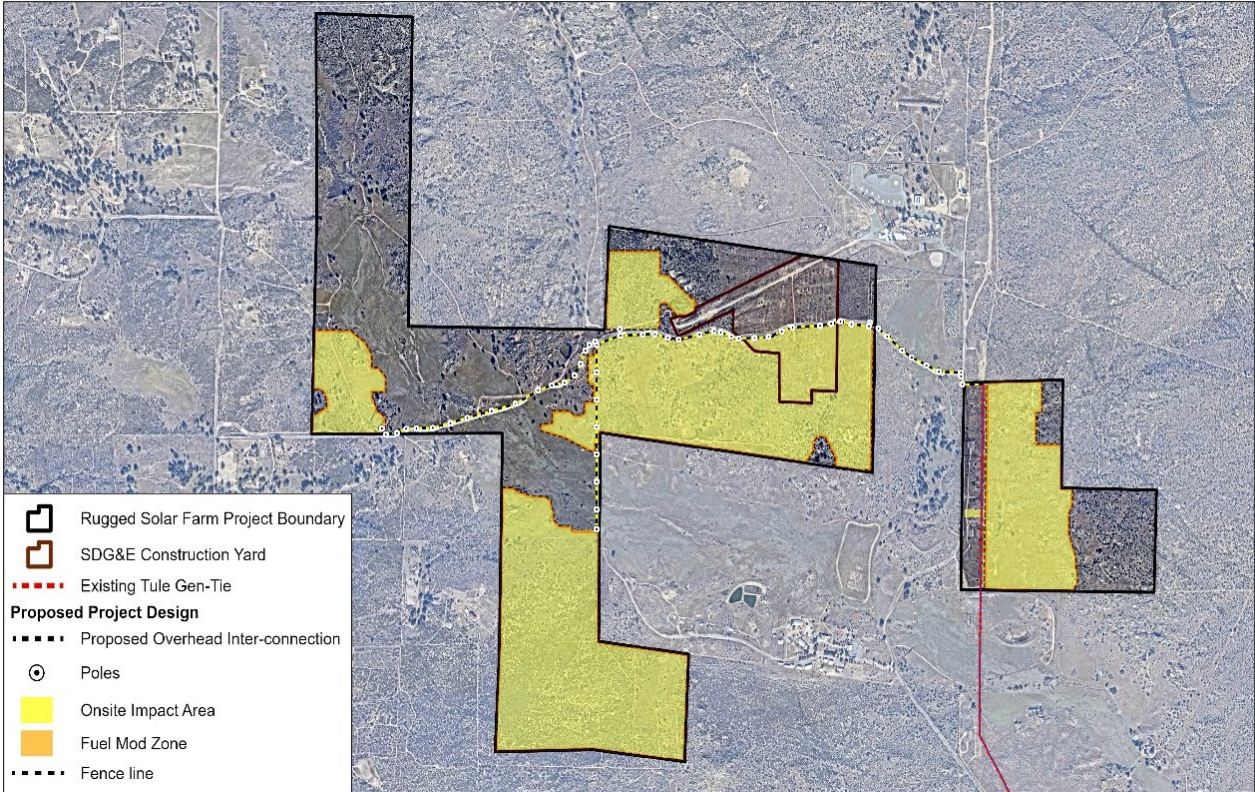 Rugged Solar Farm Project Boundary
SDG&E Construction Yard
Existing Tule Gen-Tie
Proposed Project Design
Proposed Overhead Inter-connection
Poles
Onsite Impact Area
Fuel Mod Zone
Fence line